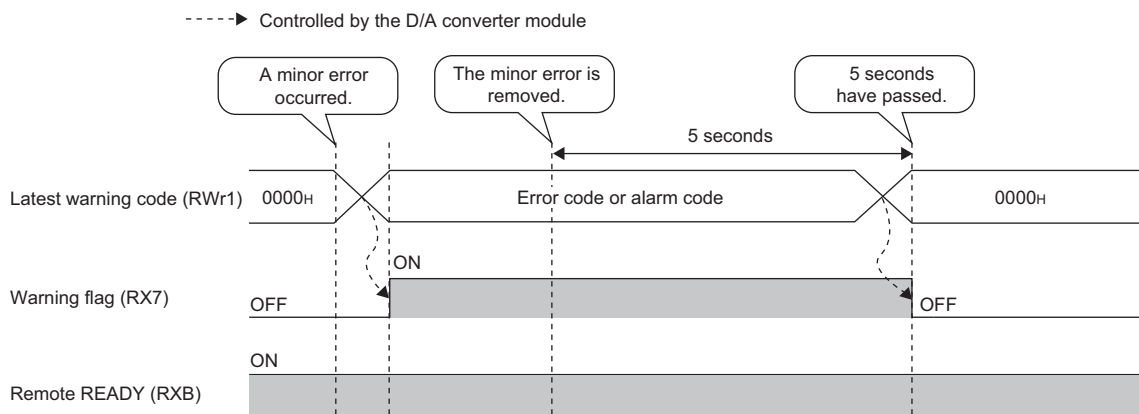 Controlled by the D/A converter module
A minor error
occurred.
The minor error is
removed.
5 seconds
have passed.
5 seconds
Latest warning code (RWr1)
0000H
Error code or alarm code
0000H
ON
Warning flag (RX7)
OFF
OFF
ON
Remote READY (RXB)